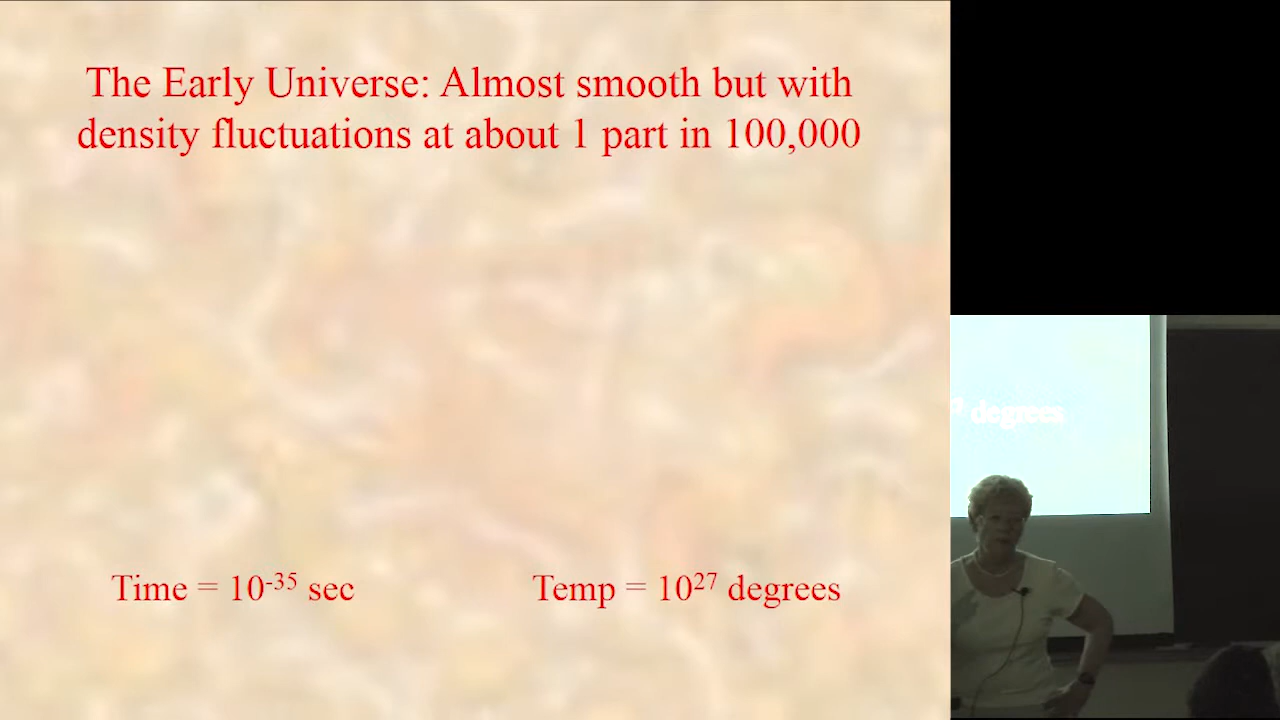 The Early Universe: Almost smooth but with
density fluctuations at about 1 part in 100,000
Time = 10⁻³⁵ sec
Temp = 10²⁷ degrees
degrees